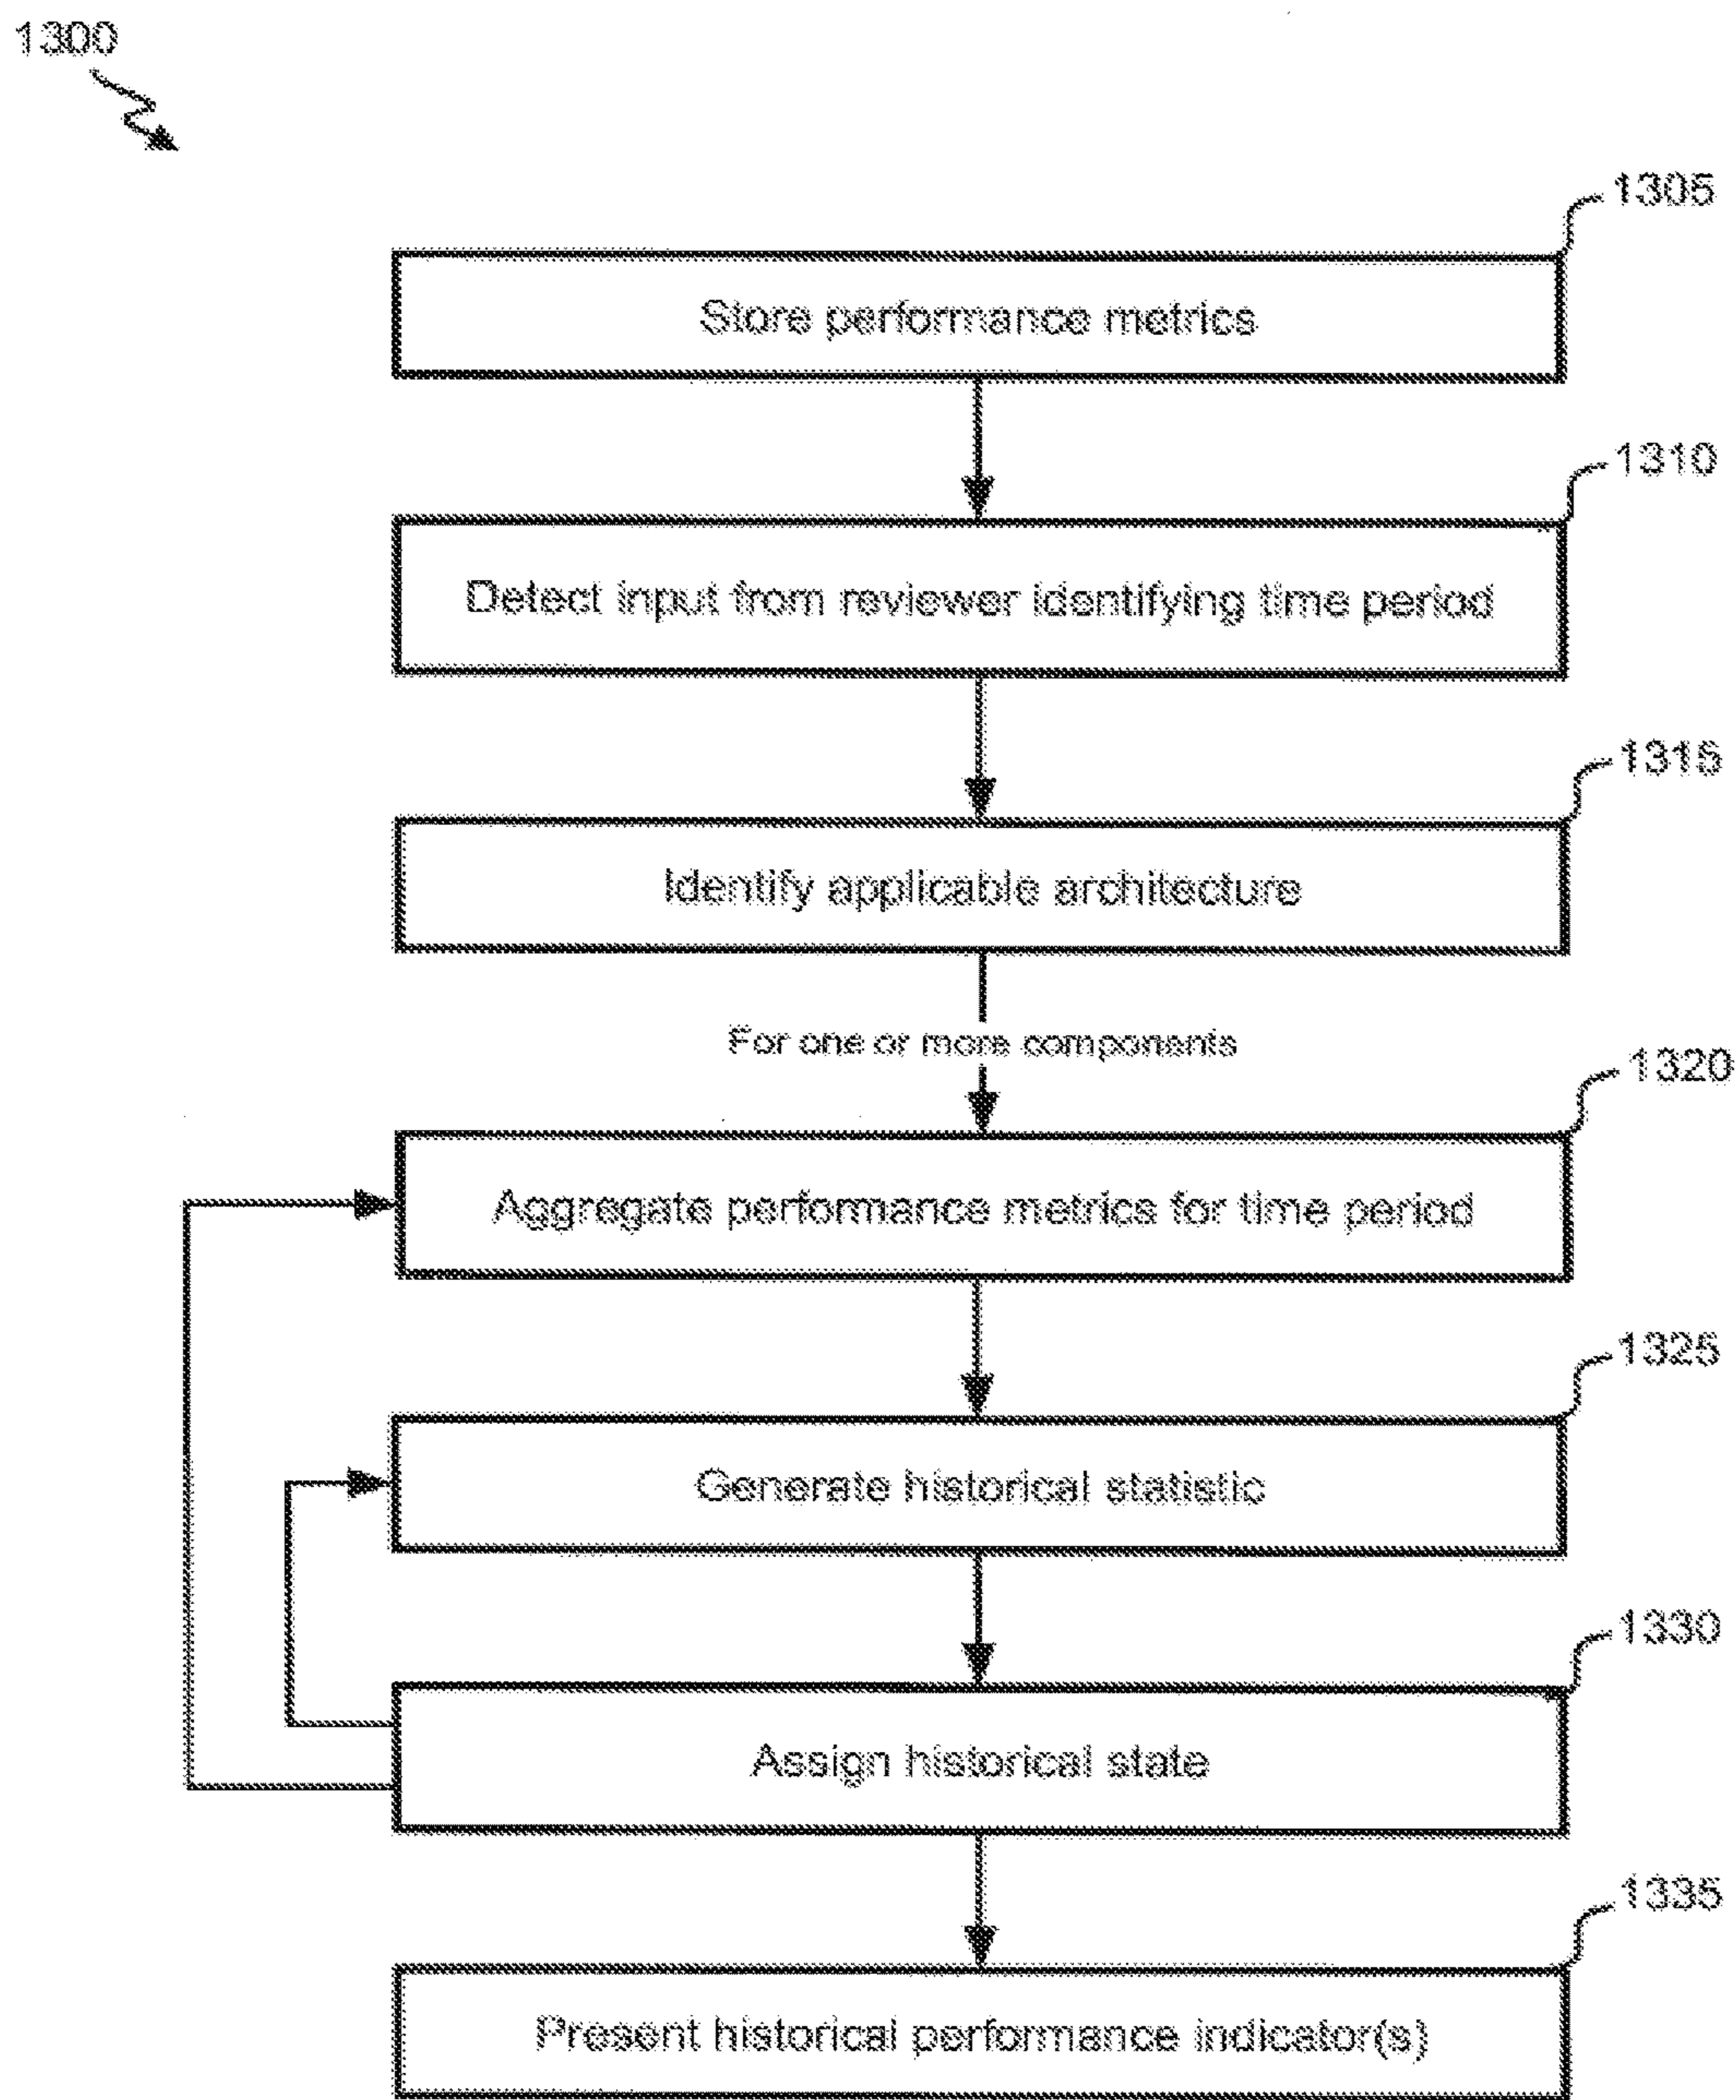 1300
1305
Store performance metrics
1310
Detect input from reviewer identifying time period
1315
Identify applicable architecture
For one or more components
1320
Aggregate performance metrics for time period
1325
Generate historical statistic
1330
Assign historical state
1335
Present historical performance indicator(s)